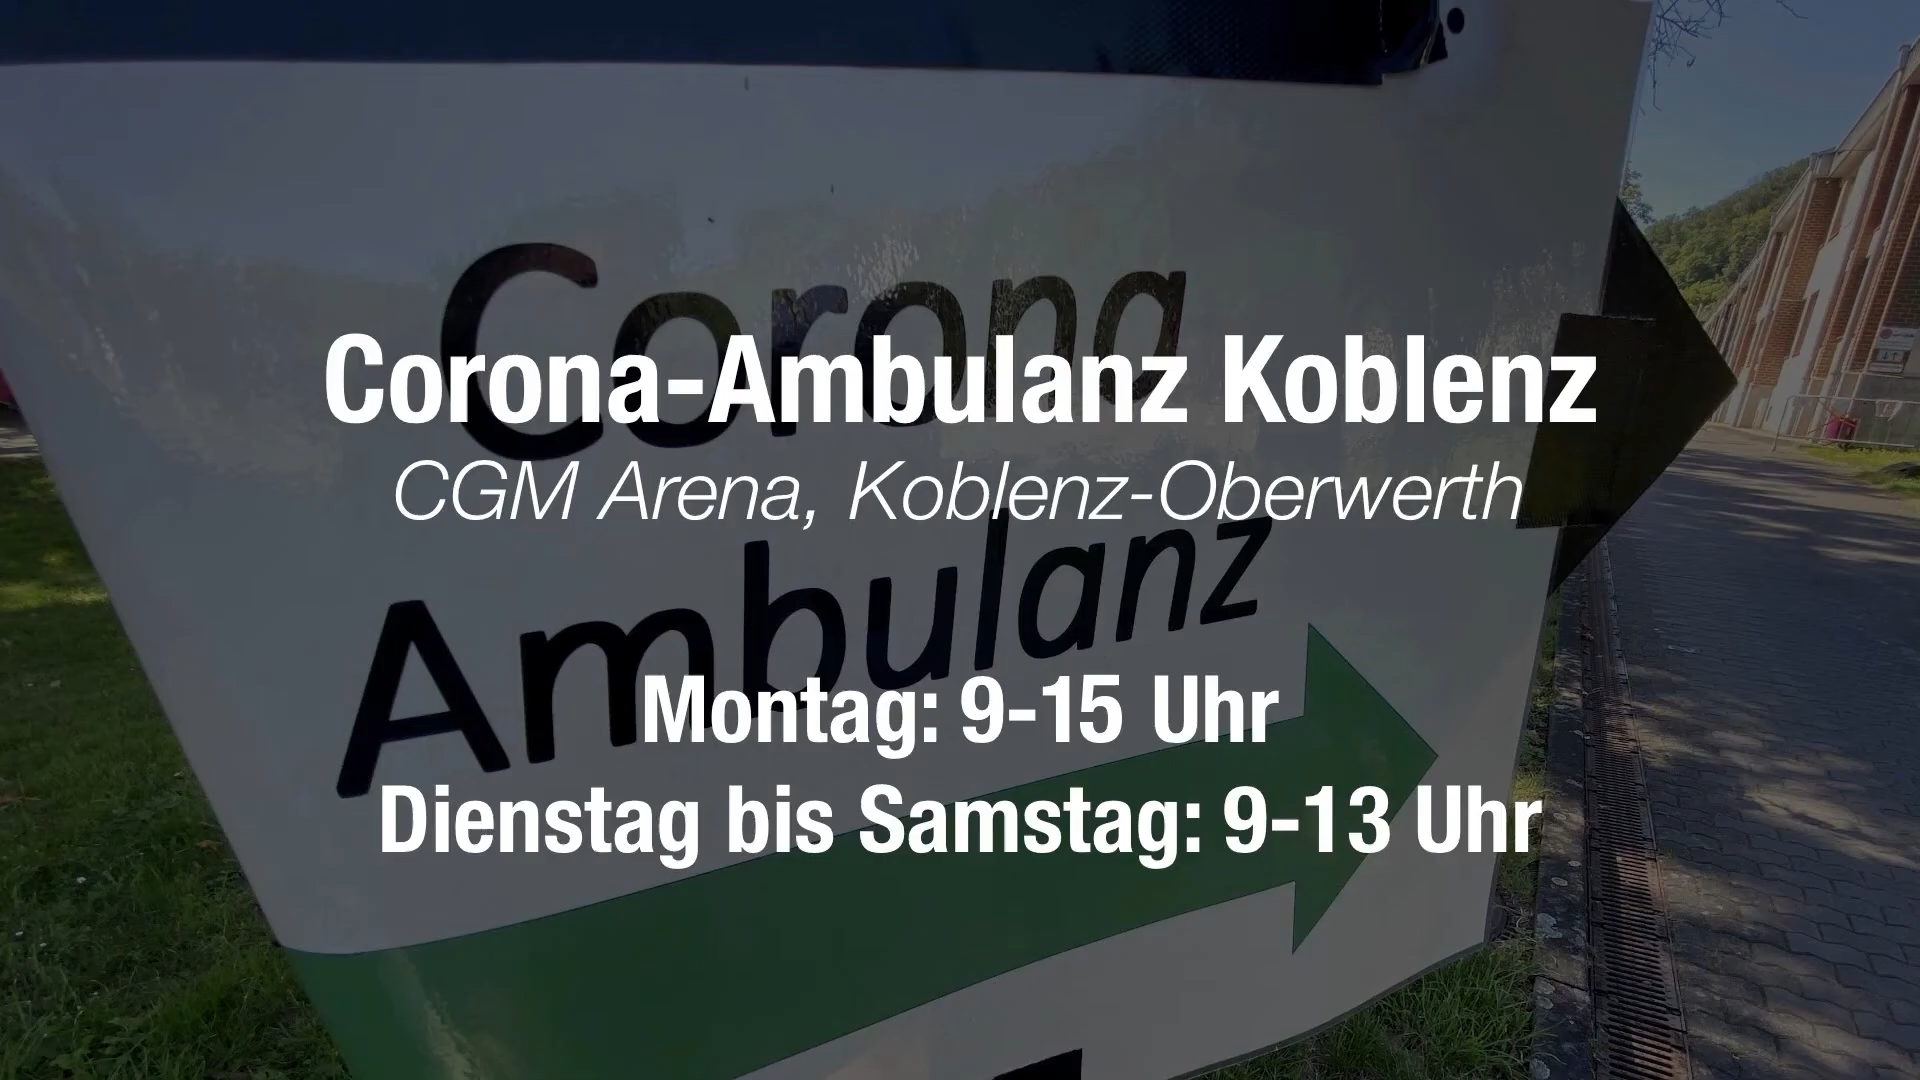 Corona
Corona-Ambulanz Koblenz
CGM Arena, Koblenz-Oberwerth
Ambulanz
Montag: 9-15 Uhr
Dienstag bis Samstag: 9-13 Uhr